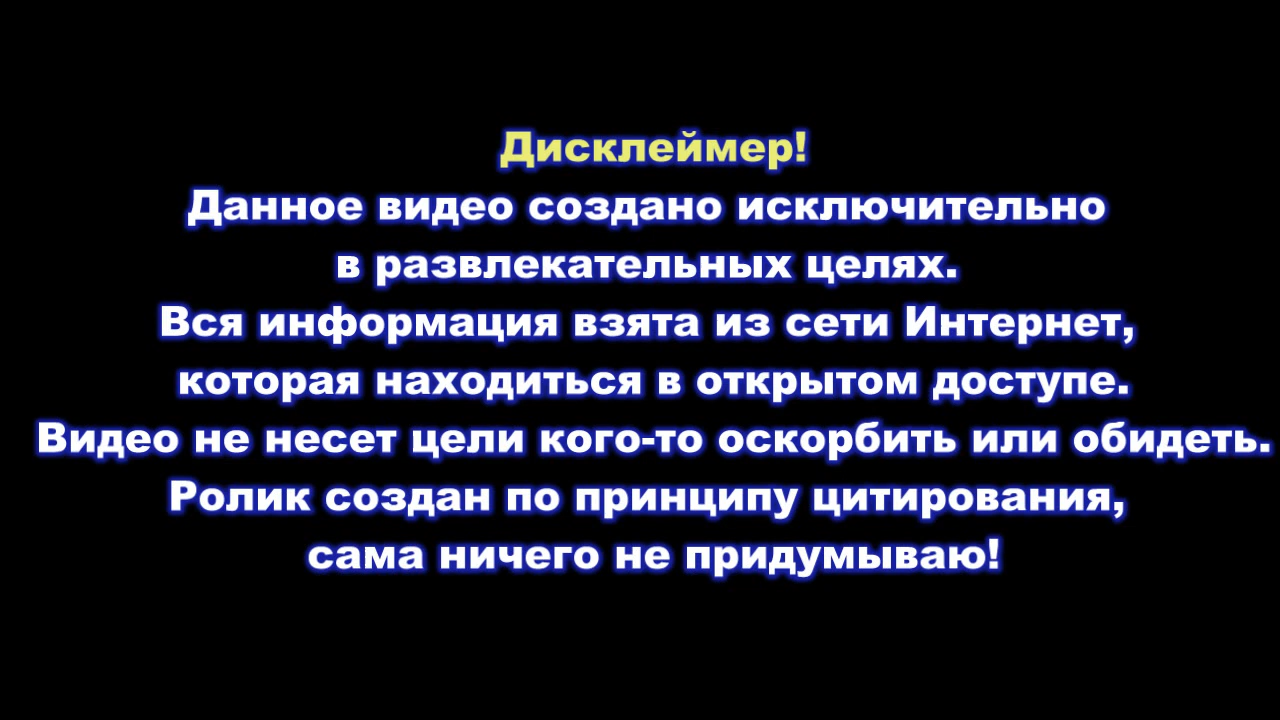 Дисклеймер!
Данное видео создано исключительно
в развлекательных целях.
Вся информация взята из сети Интернет,
которая находиться в открытом доступе.
Видео не несет цели кого-то оскорбить или обидеть.
Ролик создан по принципу цитирования,
сама ничего не придумываю!